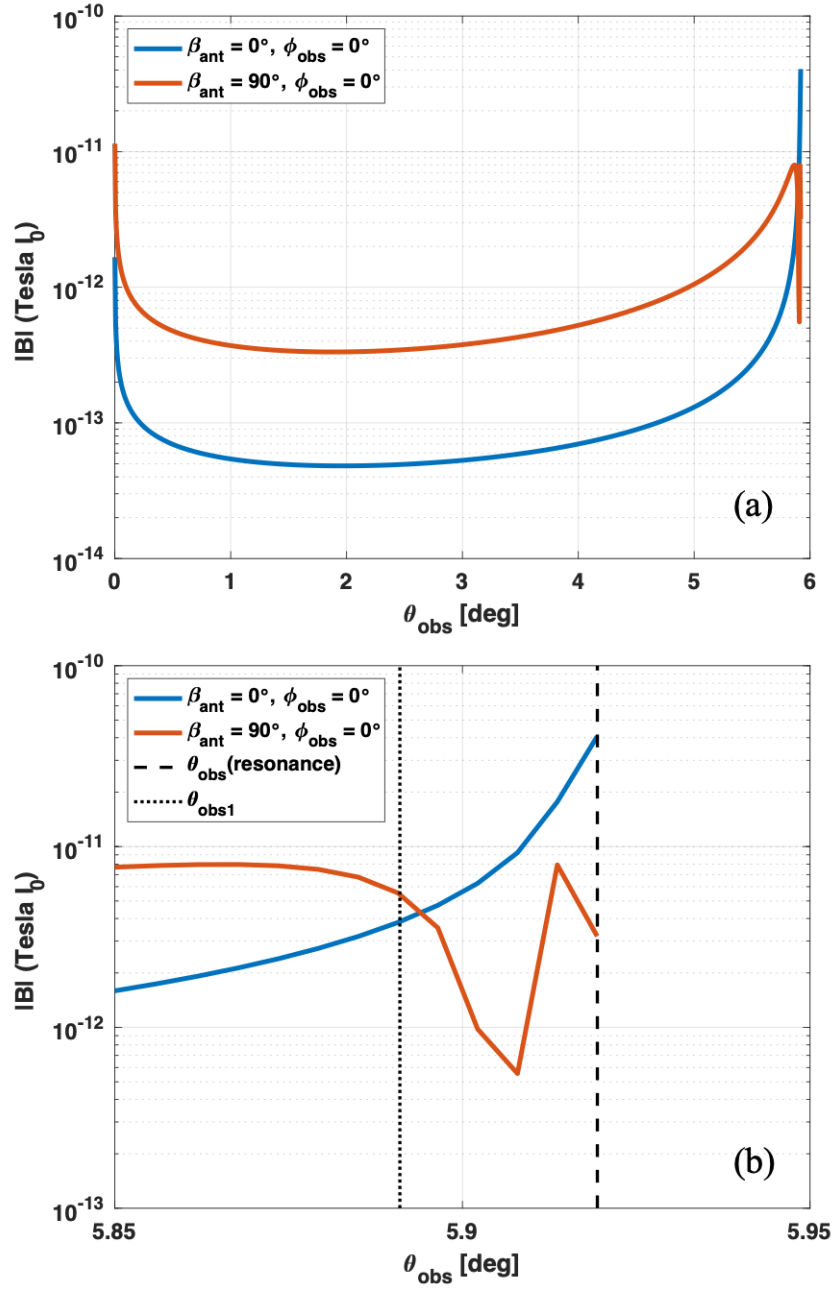 10⁻¹⁰
β_ant = 0°, ϕ_obs = 0°
β_ant = 90°, ϕ_obs = 0°
10⁻¹¹
10⁻¹²
10⁻¹³
10⁻¹⁴
|B| (Tesla I₀)
(a)
0 1 2 3 4 5 6
θ_obs [deg]
10⁻¹⁰
β_ant = 0°, ϕ_obs = 0°
β_ant = 90°, ϕ_obs = 0°
θ_obs(resonance)
θ_obs1
10⁻¹¹
10⁻¹²
10⁻¹³
|B| (Tesla I₀)
(b)
5.85 5.9 5.95
θ_obs [deg]